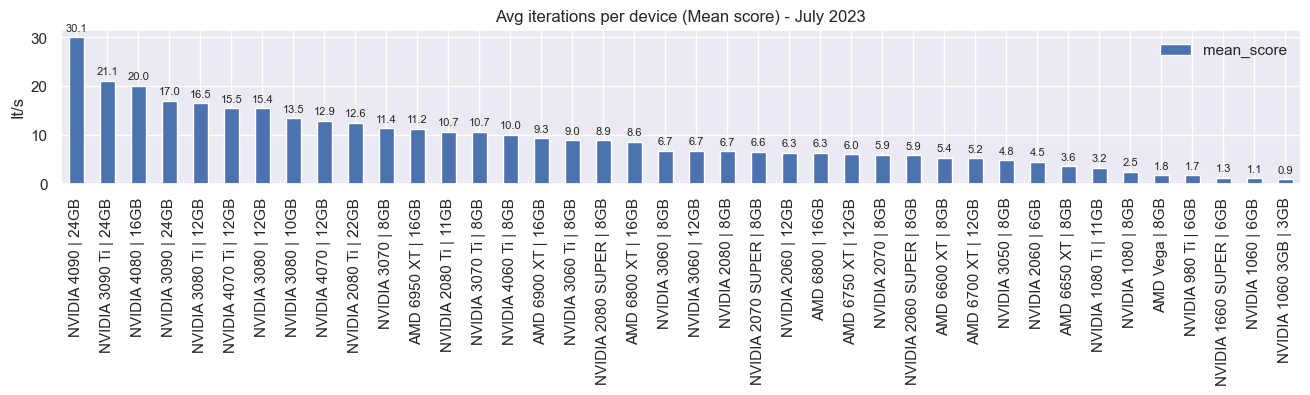 Avg iterations per device (Mean score) - July 2023
It/s
30
20
10
0
mean_score
30.1
21.1
20.0
17.0
16.5
15.5
15.4
13.5
12.9
12.6
11.4
11.2
10.7
10.7
10.0
9.3
9.0
8.9
8.6
6.7
6.7
6.7
6.6
6.3
6.3
6.0
5.9
5.9
5.4
5.2
4.8
4.5
3.6
3.2
2.5
1.8
1.7
1.3
1.1
0.9
NVIDIA 4090 | 24GB
NVIDIA 3090 Ti | 24GB
NVIDIA 4080 | 16GB
NVIDIA 3090 | 24GB
NVIDIA 3080 Ti | 12GB
NVIDIA 4070 Ti | 12GB
NVIDIA 3080 | 12GB
NVIDIA 3080 | 10GB
NVIDIA 4070 | 12GB
NVIDIA 2080 Ti | 22GB
NVIDIA 3070 | 8GB
AMD 6950 XT | 16GB
NVIDIA 2080 Ti | 11GB
NVIDIA 3070 Ti | 8GB
NVIDIA 4060 Ti | 8GB
AMD 6900 XT | 16GB
NVIDIA 3060 Ti | 8GB
NVIDIA 2080 SUPER | 8GB
AMD 6800 XT | 16GB
NVIDIA 3060 | 8GB
NVIDIA 3060 | 12GB
NVIDIA 2080 | 8GB
NVIDIA 2070 SUPER | 8GB
NVIDIA 2060 | 12GB
AMD 6800 | 16GB
AMD 6750 XT | 12GB
NVIDIA 2070 | 8GB
NVIDIA 2060 SUPER | 8GB
AMD 6600 XT | 8GB
AMD 6700 XT | 12GB
NVIDIA 3050 | 8GB
NVIDIA 2060 | 6GB
AMD 6650 XT | 8GB
NVIDIA 1080 Ti | 11GB
NVIDIA 1080 | 8GB
AMD Vega | 8GB
NVIDIA 980 Ti | 6GB
NVIDIA 1660 SUPER | 6GB
NVIDIA 1060 | 6GB
NVIDIA 1060 3GB | 3GB